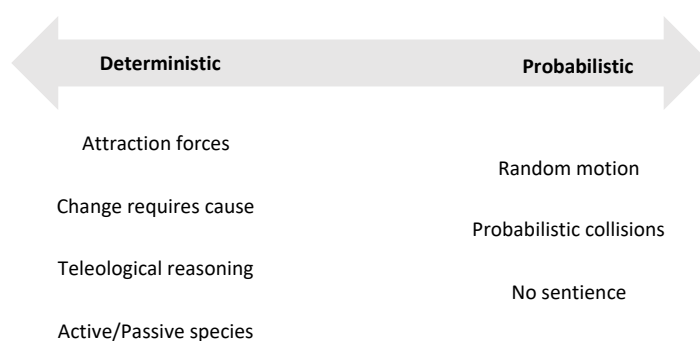 Deterministic
Probabilistic
Attraction forces
Change requires cause
Teleological reasoning
Active/Passive species
Random motion
Probabilistic collisions
No sentience